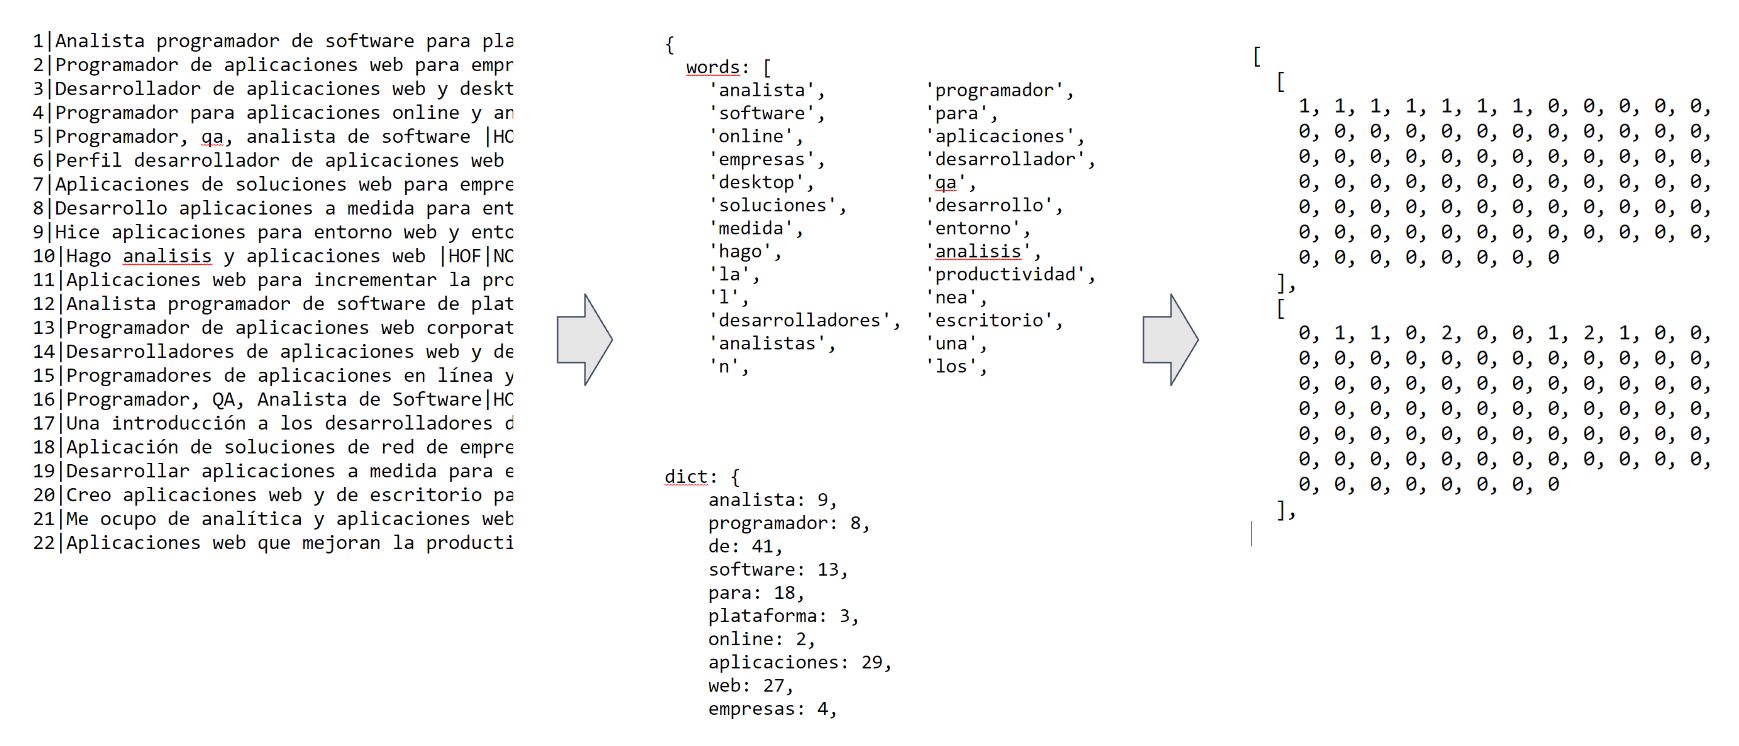 1|Analista programador de software para pla
2|Programador de aplicaciones web para empr
3|Desarrollador de aplicaciones web y deskt
4|Programador para aplicaciones online y an
5|Programador, qa, analista de software |HO
6|Perfil desarrollador de aplicaciones web
7|Aplicaciones de soluciones web para empre
8|Desarrollo aplicaciones a medida para ent
9|Hice aplicaciones para entorno web y ento
10|Hago analisis y aplicaciones web |HOF|NO
11|Aplicaciones web para incrementar la pro
12|Analista programador de software de plat
13|Programador de aplicaciones web corporat
14|Desarrolladores de aplicaciones web y de
15|Programadores de aplicaciones en línea y
16|Programador, QA, Analista de Software|HO
17|Una introducción a los desarrolladores d
18|Aplicación de soluciones de red de empre
19|Desarrollar aplicaciones a medida para e
20|Creo aplicaciones web y de escritorio pa
21|Me ocupo de analítica y aplicaciones web
22|Aplicaciones web que mejoran la producti
{
words: [
'analista', 'programador',
'software', 'para',
'online', 'aplicaciones',
'empresas', 'desarrollador',
'desktop', 'qa',
'soluciones', 'desarrollo',
'medida', 'entorno',
'hago', 'analisis',
'la', 'productividad',
'l', 'nea',
'desarrolladores', 'escritorio',
'analistas', 'una',
'n', 'los',
dict: {
analista: 9,
programador: 8,
de: 41,
software: 13,
para: 18,
plataforma: 3,
online: 2,
aplicaciones: 29,
web: 27,
empresas: 4,
[
[
1, 1, 1, 1, 1, 1, 1, 0, 0, 0, 0, 0,
0, 0, 0, 0, 0, 0, 0, 0, 0, 0, 0, 0,
0, 0, 0, 0, 0, 0, 0, 0, 0, 0, 0, 0,
0, 0, 0, 0, 0, 0, 0, 0, 0, 0, 0, 0,
0, 0, 0, 0, 0, 0, 0, 0, 0, 0, 0, 0,
0, 0, 0, 0, 0, 0, 0, 0, 0, 0, 0, 0,
0, 0, 0, 0, 0, 0, 0, 0
],
[
0, 1, 1, 0, 2, 0, 0, 1, 2, 1, 0, 0,
0, 0, 0, 0, 0, 0, 0, 0, 0, 0, 0, 0,
0, 0, 0, 0, 0, 0, 0, 0, 0, 0, 0, 0,
0, 0, 0, 0, 0, 0, 0, 0, 0, 0, 0, 0,
0, 0, 0, 0, 0, 0, 0, 0, 0, 0, 0, 0,
0, 0, 0, 0, 0, 0, 0, 0, 0, 0, 0, 0,
0, 0, 0, 0, 0, 0, 0, 0
],